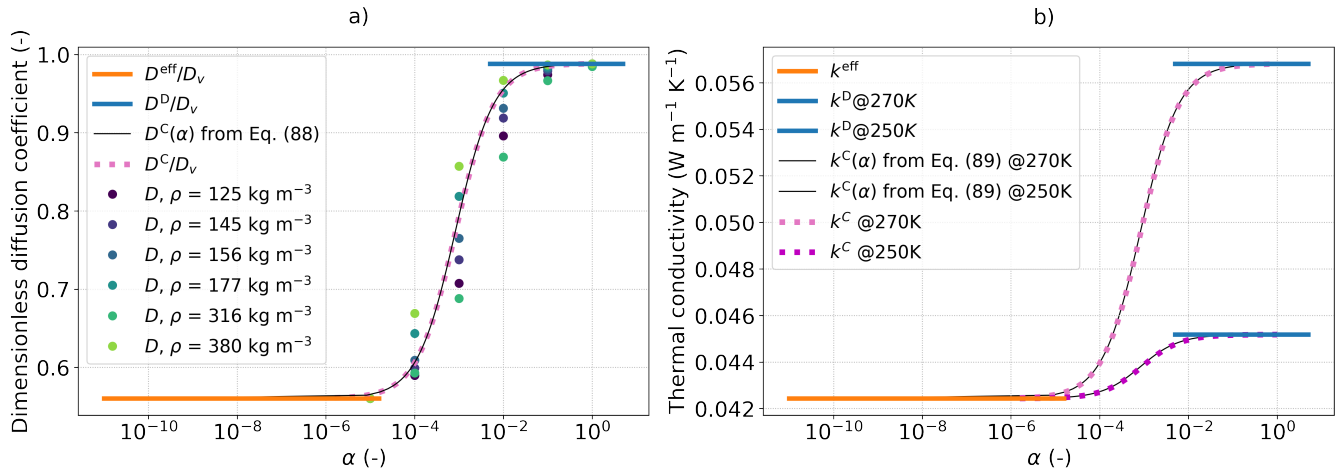 a)
Dimensionless diffusion coefficient (-)
1.0
0.9
0.8
0.7
0.6
D^eff/D_v
D^D/D_v
D^C(α) from Eq. (88)
D^C/D_v
D, ρ = 125 kg m⁻³
D, ρ = 145 kg m⁻³
D, ρ = 156 kg m⁻³
D, ρ = 177 kg m⁻³
D, ρ = 316 kg m⁻³
D, ρ = 380 kg m⁻³
10⁻¹⁰ 10⁻⁸ 10⁻⁶ 10⁻⁴ 10⁻² 10⁰
α (-)
b)
Thermal conductivity (W m⁻¹ K⁻¹)
0.056
0.054
0.052
0.050
0.048
0.046
0.044
0.042
k^eff
k^D@270K
k^D@250K
k^C(α) from Eq. (89) @270K
k^C(α) from Eq. (89) @250K
k^C @270K
k^C @250K
10⁻¹⁰ 10⁻⁸ 10⁻⁶ 10⁻⁴ 10⁻² 10⁰
α (-)